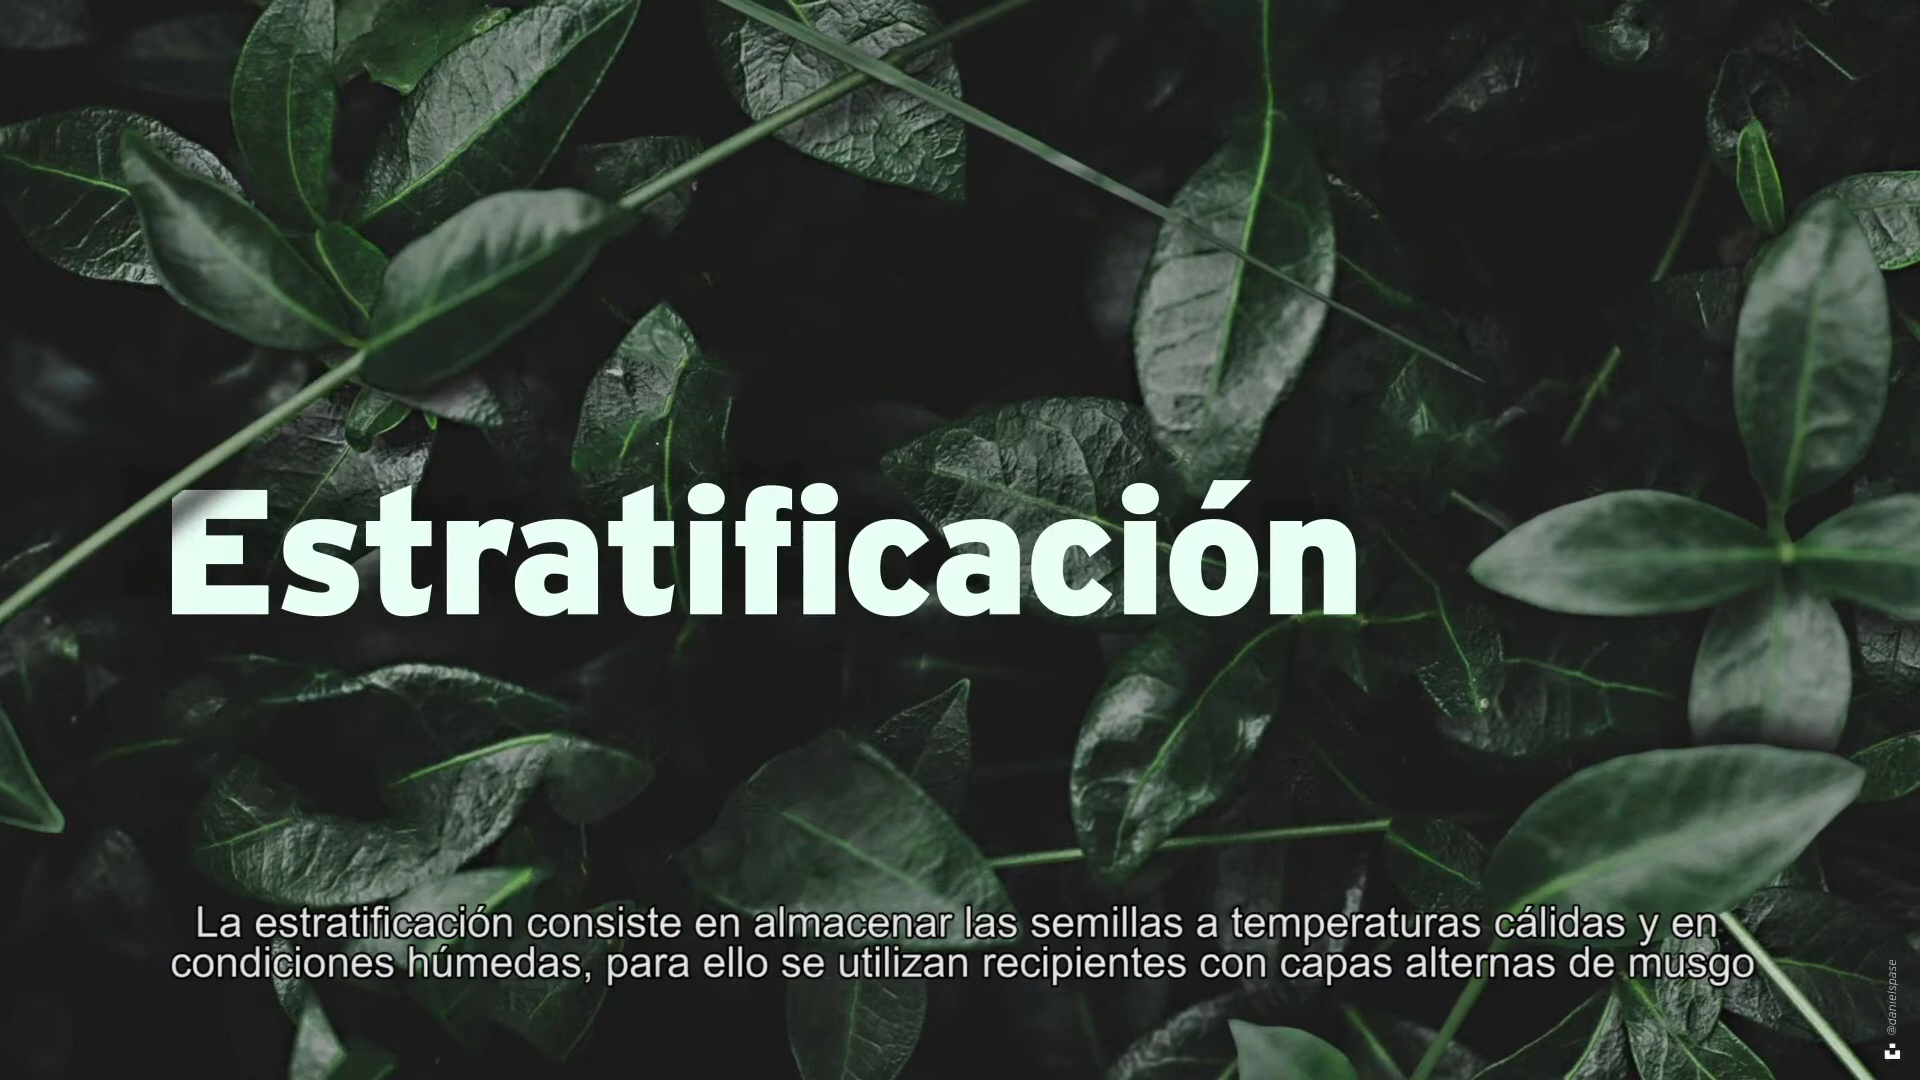 Estratificación
La estratificación consiste en almacenar las semillas a temperaturas cálidas y en
condiciones húmedas, para ello se utilizan recipientes con capas alternas de musgo
@danielspase